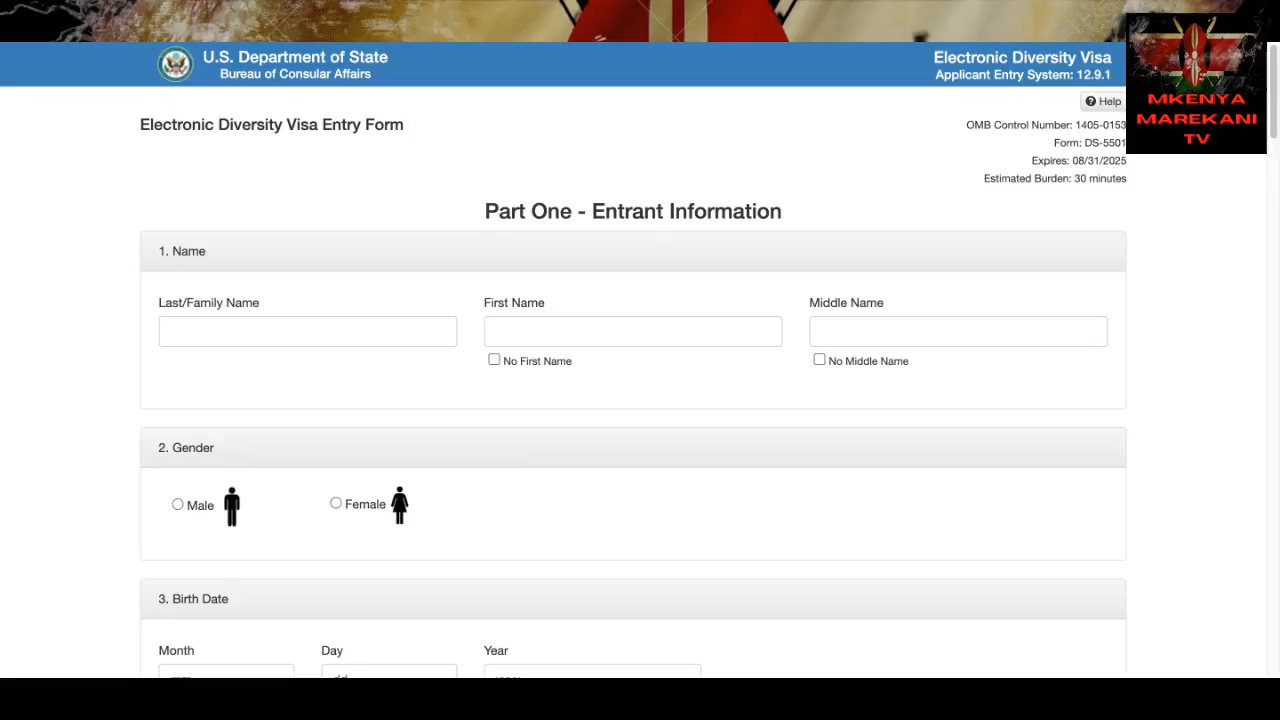 U.S. Department of State
Bureau of Consular Affairs
Electronic Diversity Visa
Applicant Entry System: 12.9.1
MKENYA
MAREKANI
TV
Help
Electronic Diversity Visa Entry Form
OMB Control Number: 1405-0153
Form: DS-5501
Expires: 08/31/2025
Estimated Burden: 30 minutes
Part One - Entrant Information
1. Name
Last/Family Name
First Name
Middle Name
No First Name
No Middle Name
2. Gender
Male
Female
3. Birth Date
Month
Day
Year